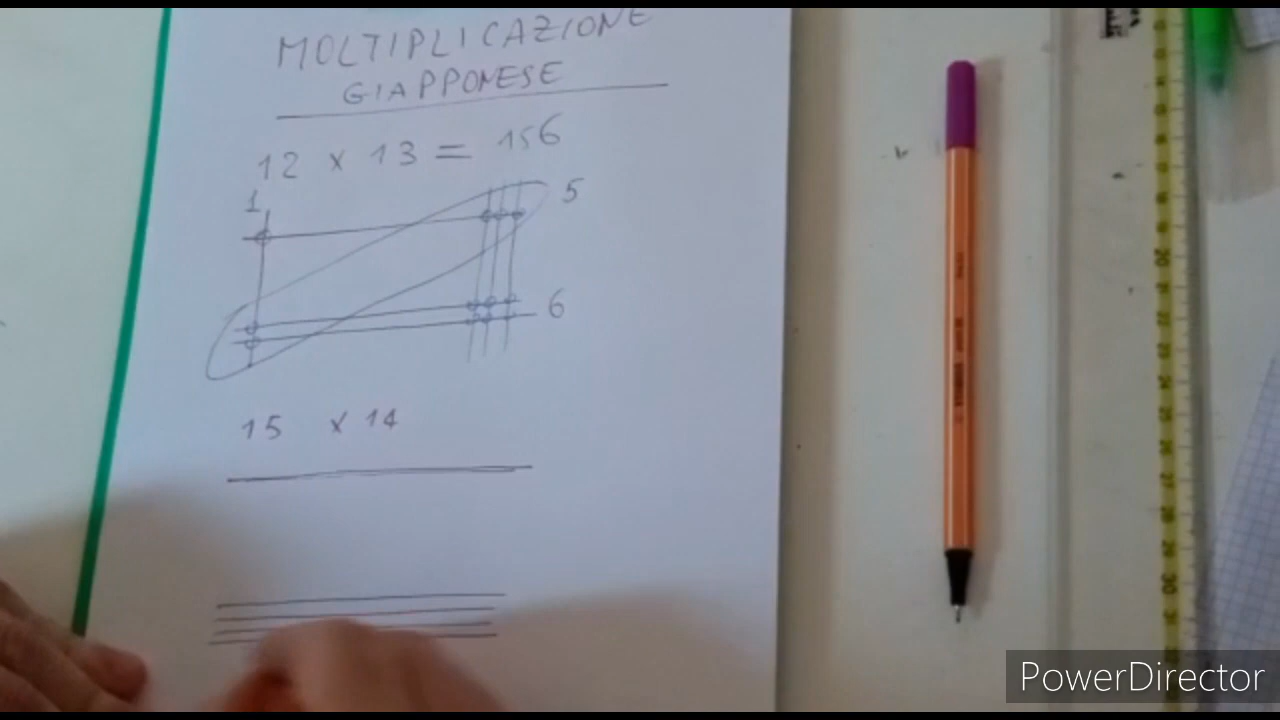 MOLTIPLICAZIONE
GIAPPONESE
12 x 13 = 156
1
5
6
15 x 14
PowerDirector